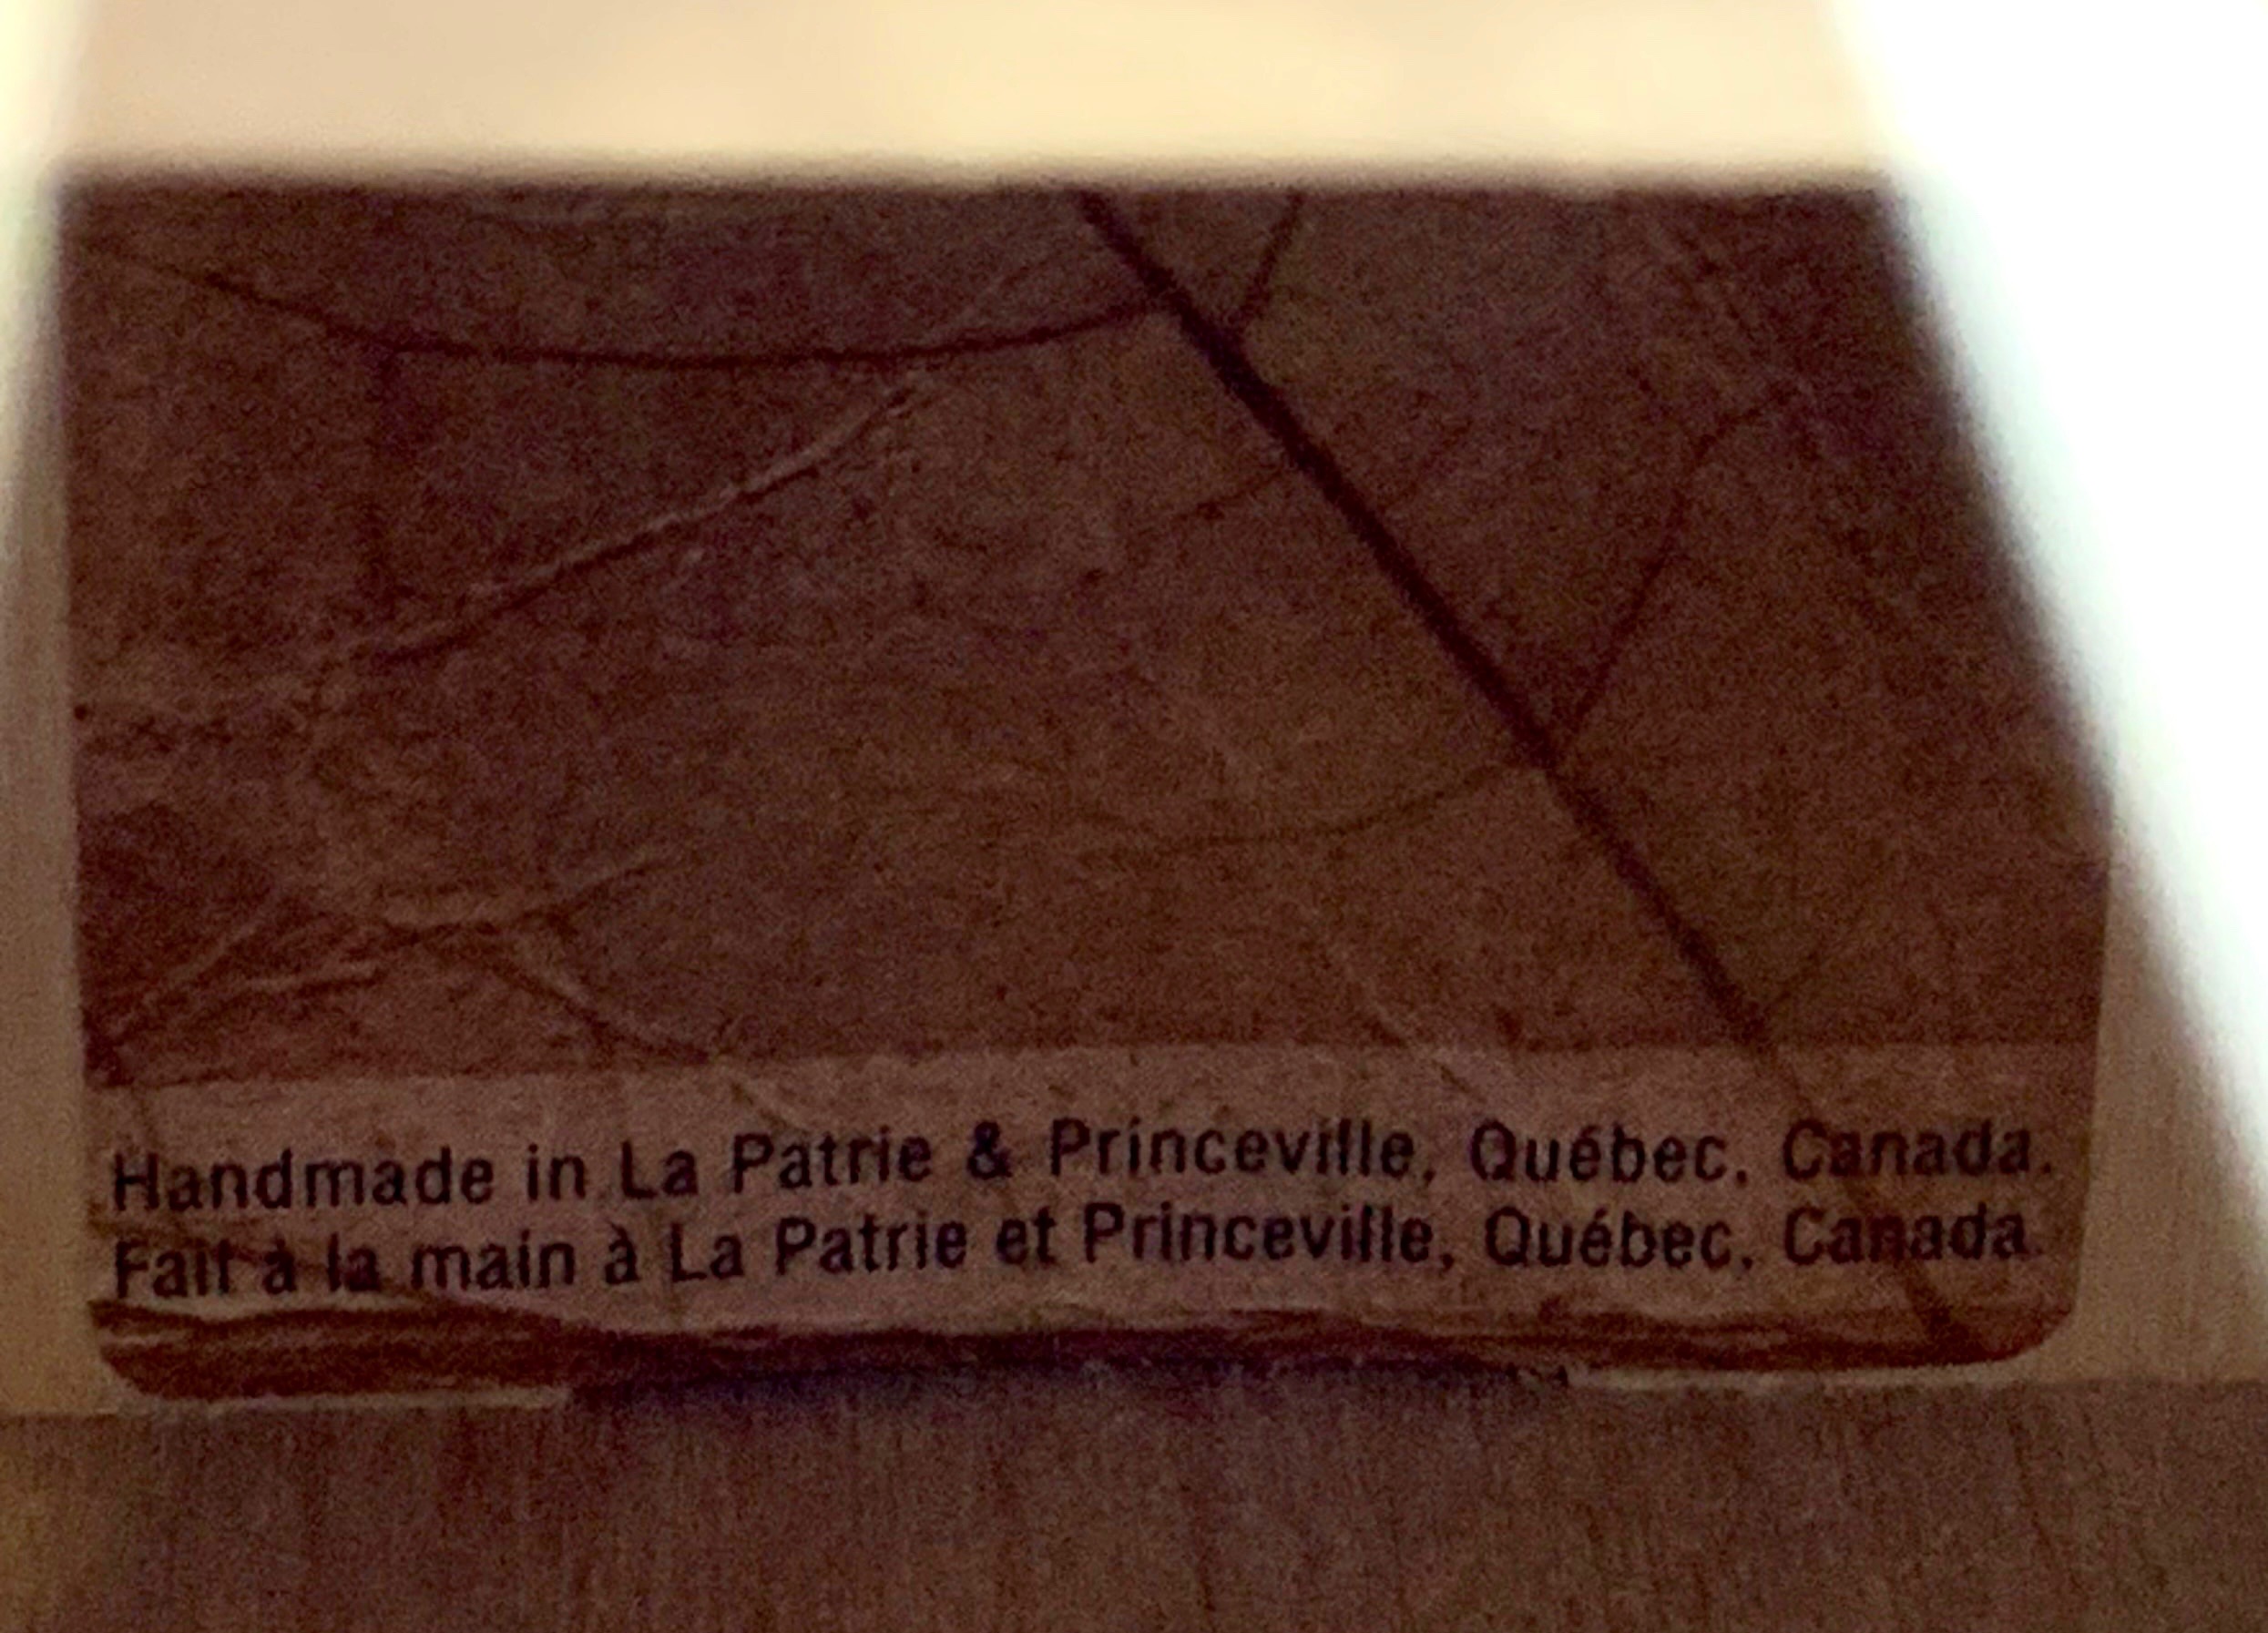 Handmade in La Patrie & Princeville, Québec, Canada.
Fait à la main à La Patrie et Princeville, Québec, Canada.